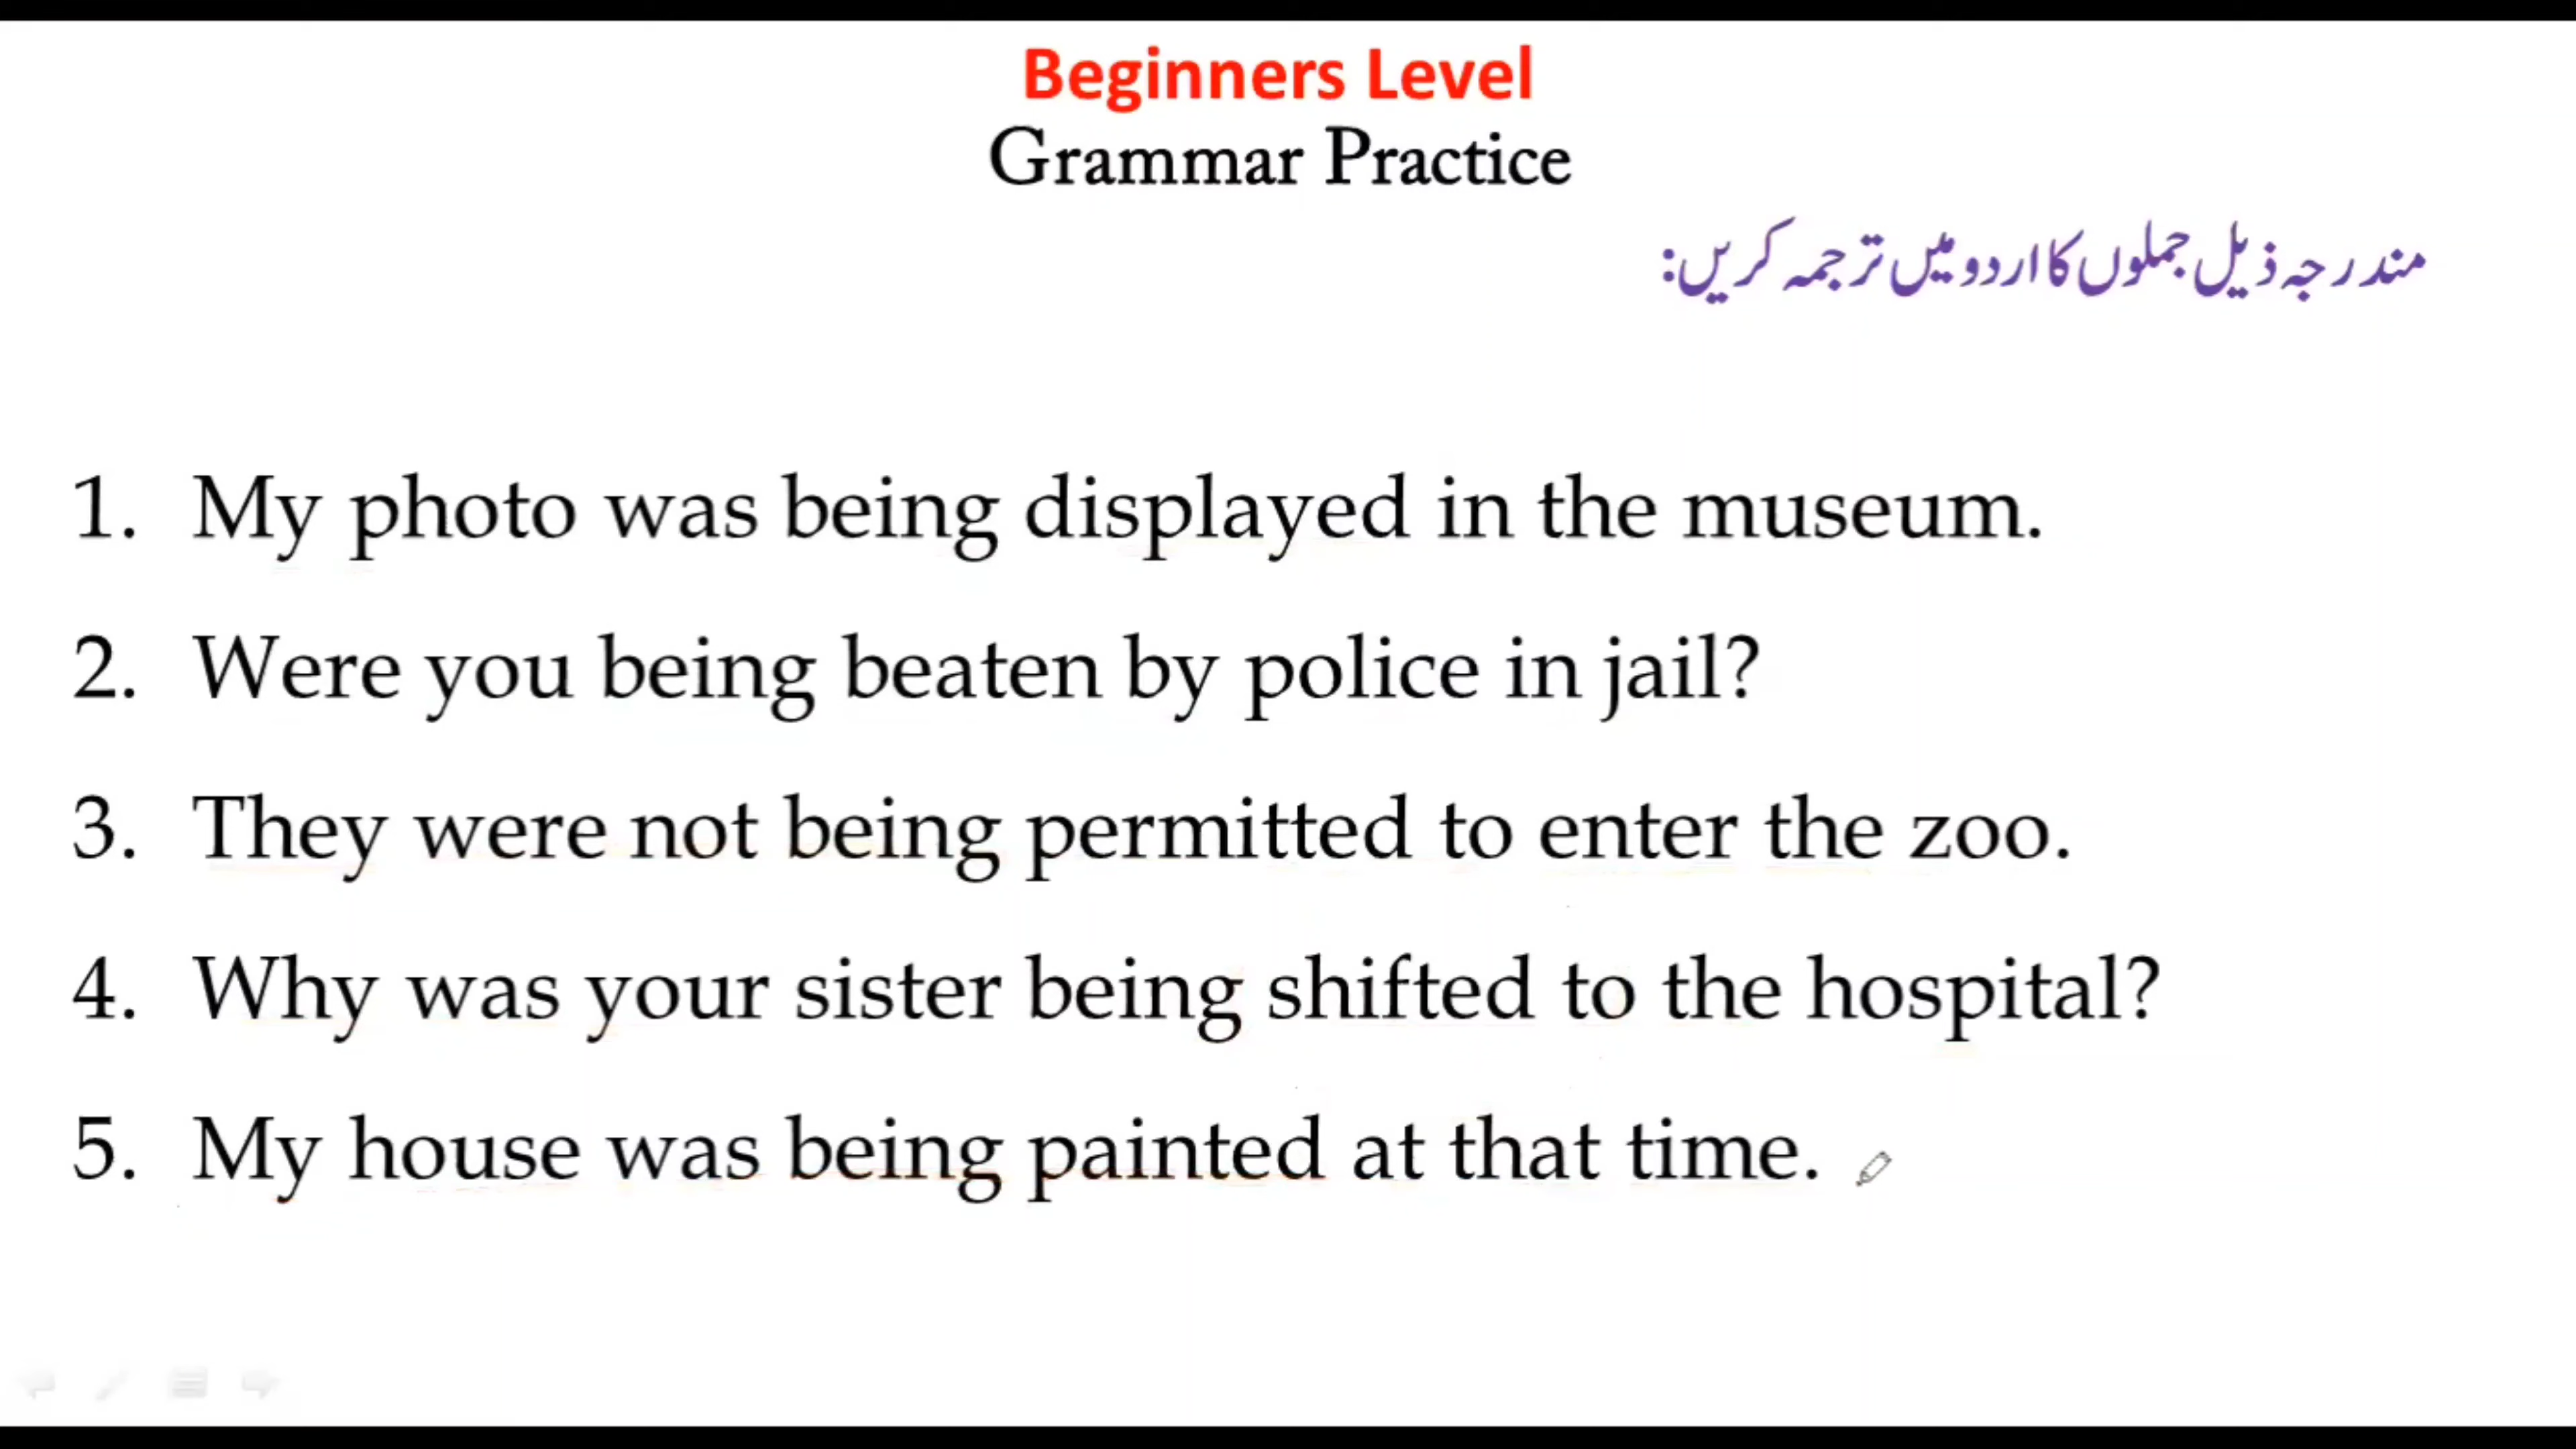 Beginners Level
Grammar Practice
مندرجہ ذیل جملوں کا اردو میں ترجمہ کریں:
1. My photo was being displayed in the museum.
2. Were you being beaten by police in jail?
3. They were not being permitted to enter the zoo.
4. Why was your sister being shifted to the hospital?
5. My house was being painted at that time.